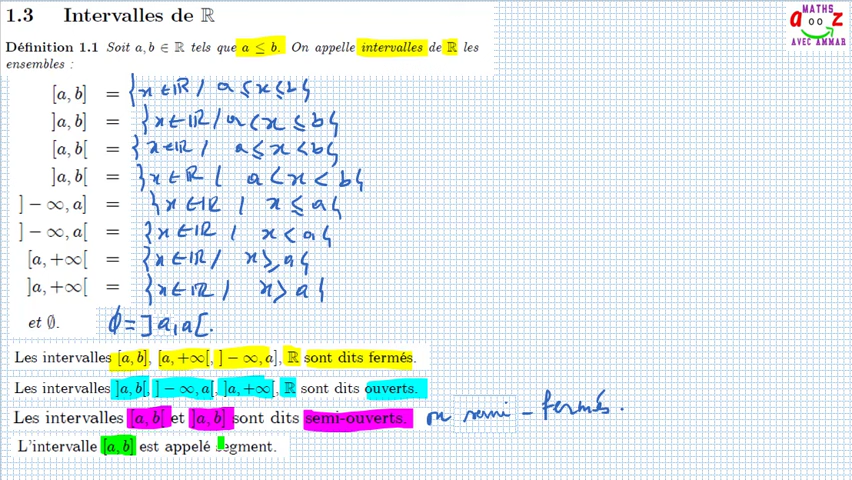 1.3 Intervalles de ℝ
MATHS
a z
AVEC AMMAR
Définition 1.1 Soit a, b ∈ ℝ tels que a ≤ b. On appelle intervalles de ℝ les
ensembles :
[a, b] = {x ∈ ℝ / a ≤ x ≤ b}
]a, b] = {x ∈ ℝ / a < x ≤ b}
[a, b[ = {x ∈ ℝ / a ≤ x < b}
]a, b[ = {x ∈ ℝ / a < x < b}
] − ∞, a] = {x ∈ ℝ / x ≤ a}
] − ∞, a[ = {x ∈ ℝ / x < a}
[a, +∞[ = {x ∈ ℝ / x ≥ a}
]a, +∞[ = {x ∈ ℝ / x > a}
et ∅. ∅ = ]a, a[.
Les intervalles [a, b], [a, +∞[, ] − ∞, a], ℝ sont dits fermés.
Les intervalles ]a, b[, ] − ∞, a[, ]a, +∞[, ℝ sont dits ouverts.
Les intervalles [a, b[ et ]a, b] sont dits semi-ouverts. ou semi - fermés.
L'intervalle [a, b] est appelé segment.